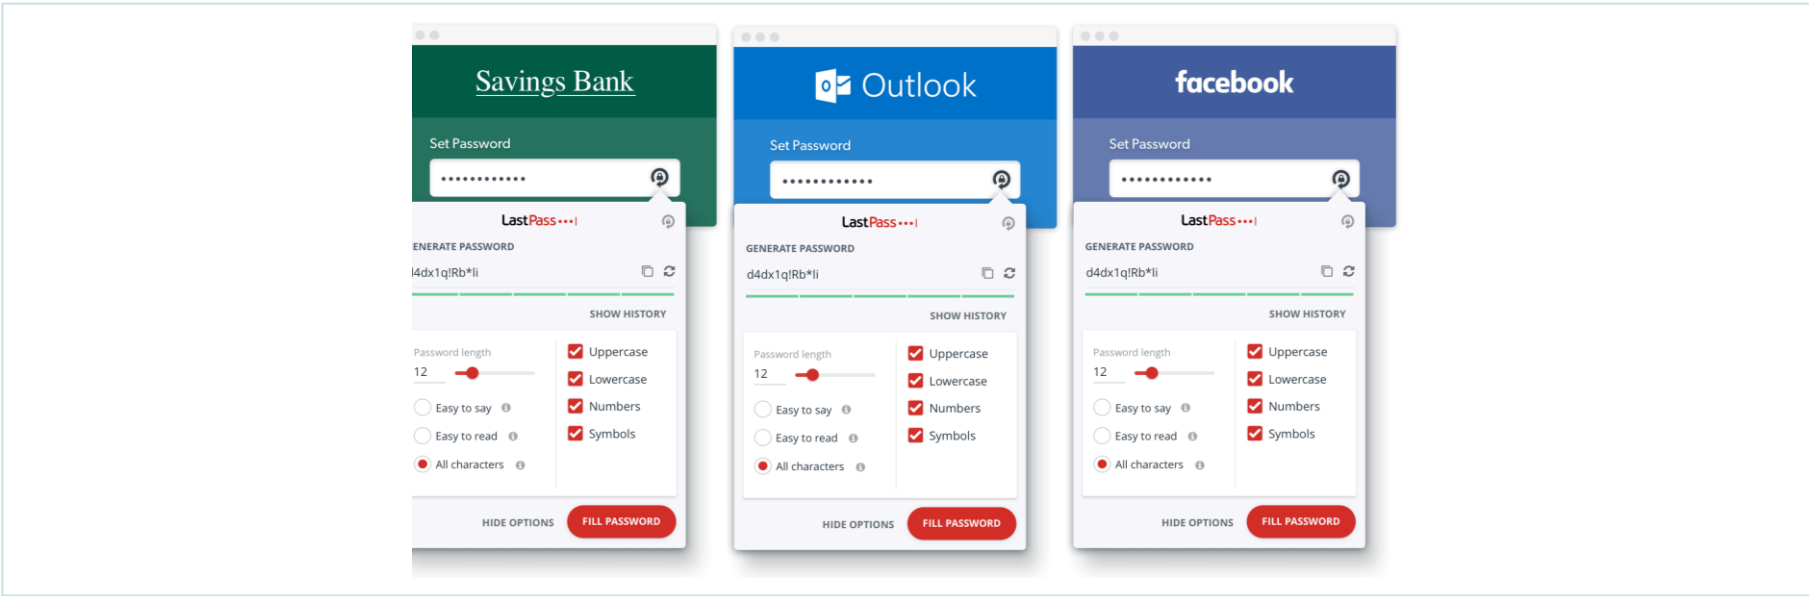 Savings Bank
Set Password
••••••••••••
LastPass•••|
ENERATE PASSWORD
d4dx1q!Rb*li
SHOW HISTORY
Password length
12
Easy to say
Easy to read
All characters
Uppercase
Lowercase
Numbers
Symbols
HIDE OPTIONS
FILL PASSWORD
Outlook
Set Password
••••••••••••
LastPass•••|
GENERATE PASSWORD
d4dx1q!Rb*li
SHOW HISTORY
Password length
12
Easy to say
Easy to read
All characters
Uppercase
Lowercase
Numbers
Symbols
HIDE OPTIONS
FILL PASSWORD
facebook
Set Password
••••••••••••
LastPass•••|
GENERATE PASSWORD
d4dx1q!Rb*li
SHOW HISTORY
Password length
12
Easy to say
Easy to read
All characters
Uppercase
Lowercase
Numbers
Symbols
HIDE OPTIONS
FILL PASSWORD